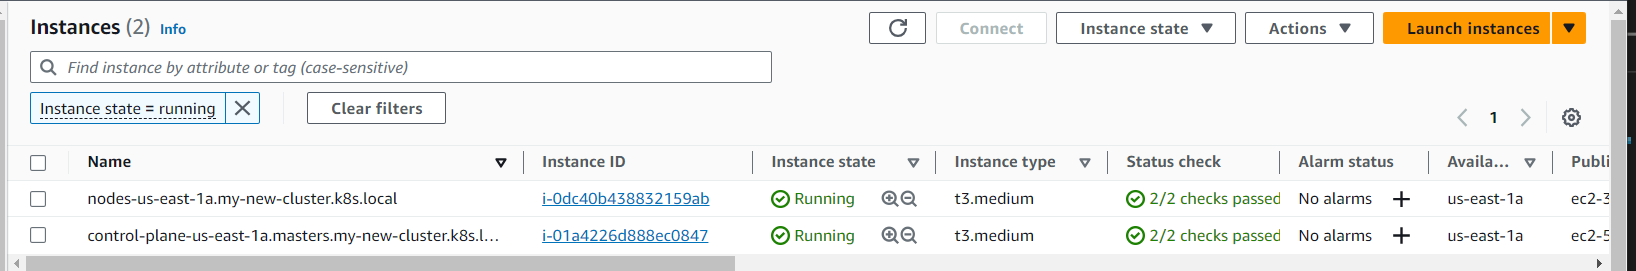 Instances (2) Info
Connect Instance state Actions Launch instances
Find instance by attribute or tag (case-sensitive)
Instance state = running Clear filters
1
Name Instance ID Instance state Instance type Status check Alarm status Availa... Publi
nodes-us-east-1a.my-new-cluster.k8s.local i-0dc40b438832159ab Running t3.medium 2/2 checks passed No alarms + us-east-1a ec2-3
control-plane-us-east-1a.masters.my-new-cluster.k8s.l... i-01a4226d888ec0847 Running t3.medium 2/2 checks passed No alarms + us-east-1a ec2-5